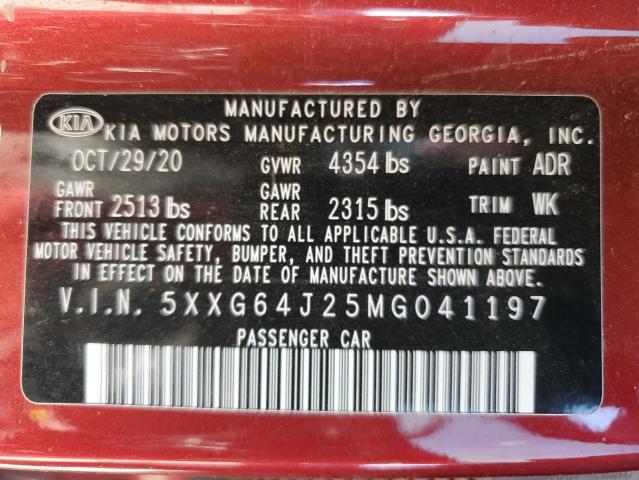 MANUFACTURED BY
KIA KIA MOTORS MANUFACTURING GEORGIA, INC.
OCT/29/20 GVWR 4354 lbs PAINT ADR
GAWR FRONT 2513 lbs GAWR REAR 2315 lbs TRIM WK
THIS VEHICLE CONFORMS TO ALL APPLICABLE U.S.A. FEDERAL
MOTOR VEHICLE SAFETY, BUMPER, AND THEFT PREVENTION STANDARDS
IN EFFECT ON THE DATE OF MANUFACTURE SHOWN ABOVE.
V.I.N. 5XXG64J25MG041197
PASSENGER CAR